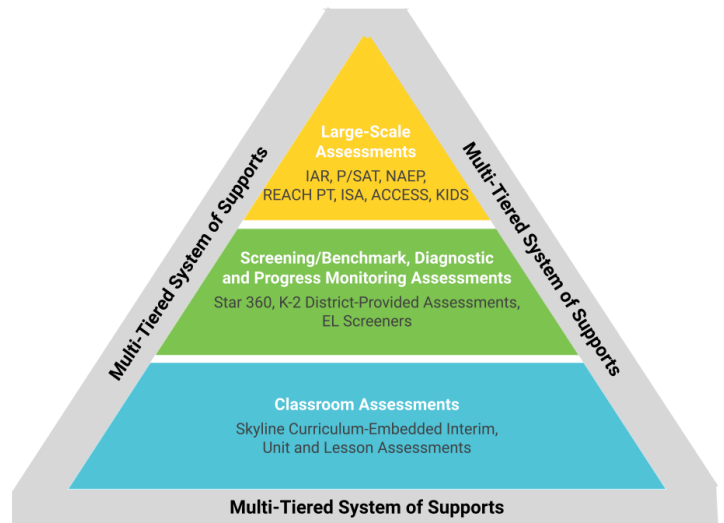 Large-Scale
Assessments
IAR, P/SAT, NAEP,
REACH PT, ISA, ACCESS, KIDS
Multi-Tiered System of Supports
Multi-Tiered System of Supports
Screening/Benchmark, Diagnostic
and Progress Monitoring Assessments
Star 360, K-2 District-Provided Assessments,
EL Screeners
Classroom Assessments
Skyline Curriculum-Embedded Interim,
Unit and Lesson Assessments
Multi-Tiered System of Supports